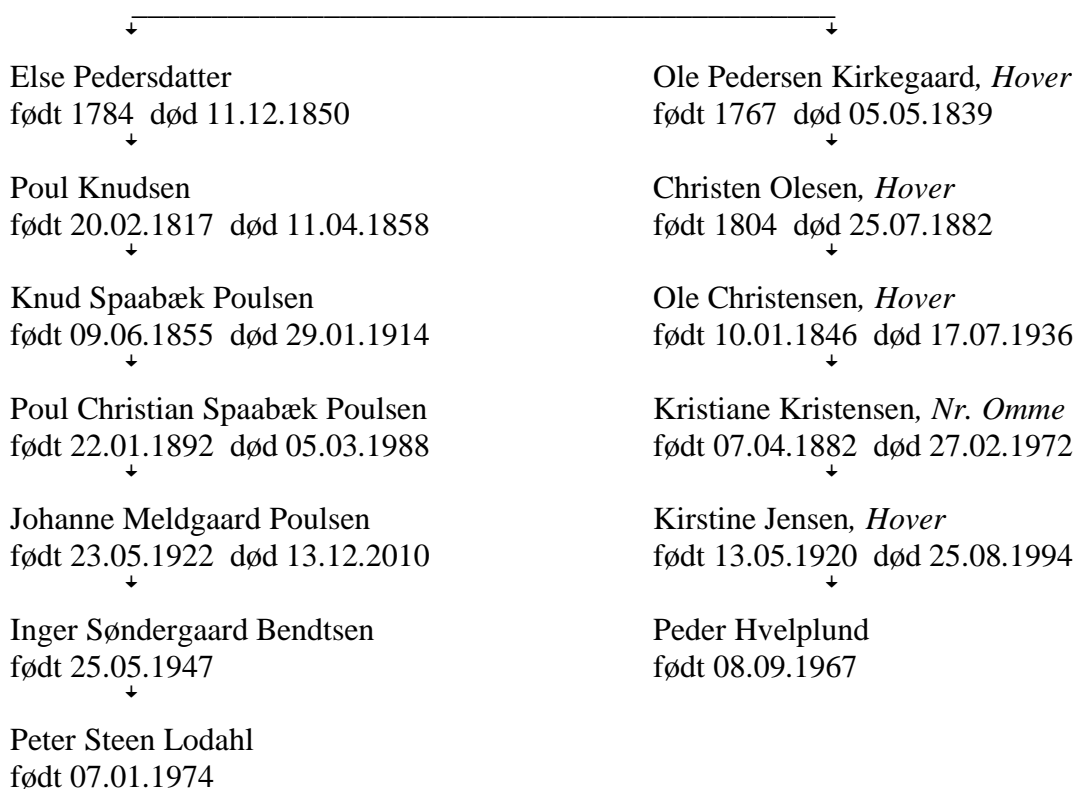 Else Pedersdatter
født 1784 død 11.12.1850
Poul Knudsen
født 20.02.1817 død 11.04.1858
Knud Spaabæk Poulsen
født 09.06.1855 død 29.01.1914
Poul Christian Spaabæk Poulsen
født 22.01.1892 død 05.03.1988
Johanne Meldgaard Poulsen
født 23.05.1922 død 13.12.2010
Inger Søndergaard Bendtsen
født 25.05.1947
Peter Steen Lodahl
født 07.01.1974
Ole Pedersen Kirkegaard, Hover
født 1767 død 05.05.1839
Christen Olesen, Hover
født 1804 død 25.07.1882
Ole Christensen, Hover
født 10.01.1846 død 17.07.1936
Kristiane Kristensen, Nr. Omme
født 07.04.1882 død 27.02.1972
Kirstine Jensen, Hover
født 13.05.1920 død 25.08.1994
Peder Hvelplund
født 08.09.1967